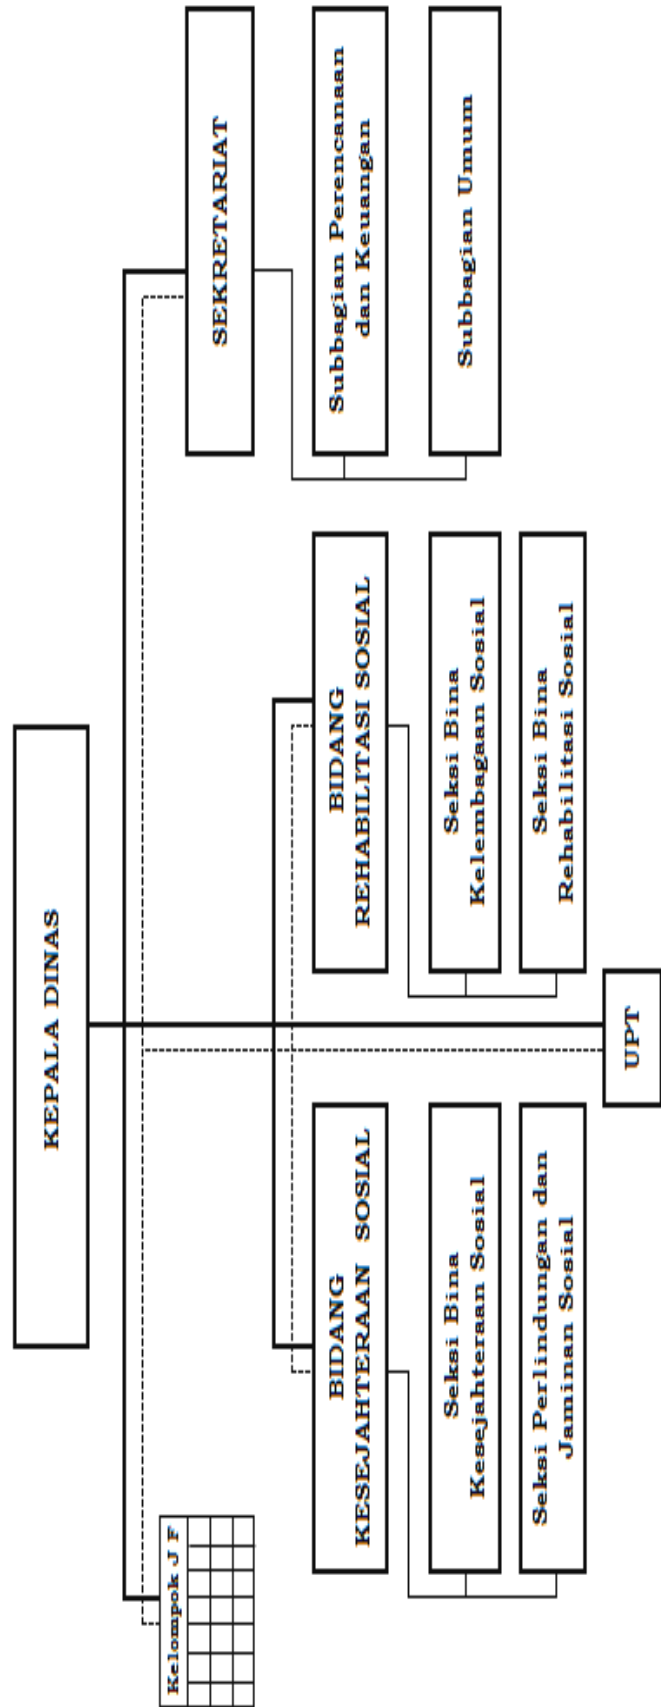 KEPALA DINAS
Kelompok J F
SEKRETARIAT
Subbagian Perencanaan
dan Keuangan
Subbagian Umum
BIDANG
KESEJAHTERAAN SOSIAL
Seksi Bina
Kesejahteraan Sosial
Seksi Perlindungan dan
Jaminan Sosial
BIDANG
REHABILITASI SOSIAL
Seksi Bina
Kelembagaan Sosial
Seksi Bina
Rehabilitasi Sosial
UPT